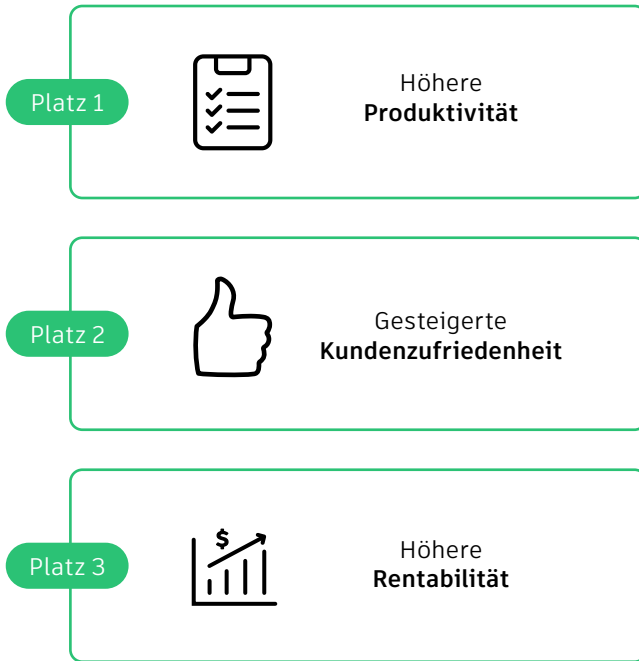 Platz 1
Höhere
Produktivität
Platz 2
Gesteigerte
Kundenzufriedenheit
Platz 3
$
Höhere
Rentabilität